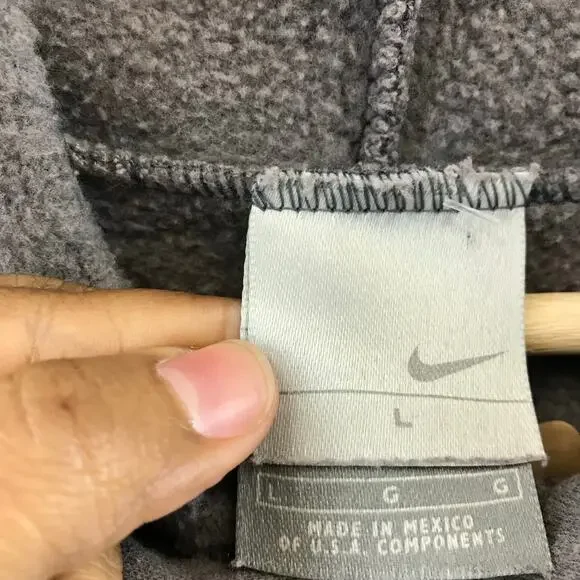 L
L G G
MADE IN MEXICO
OF U.S.A. COMPONENTS